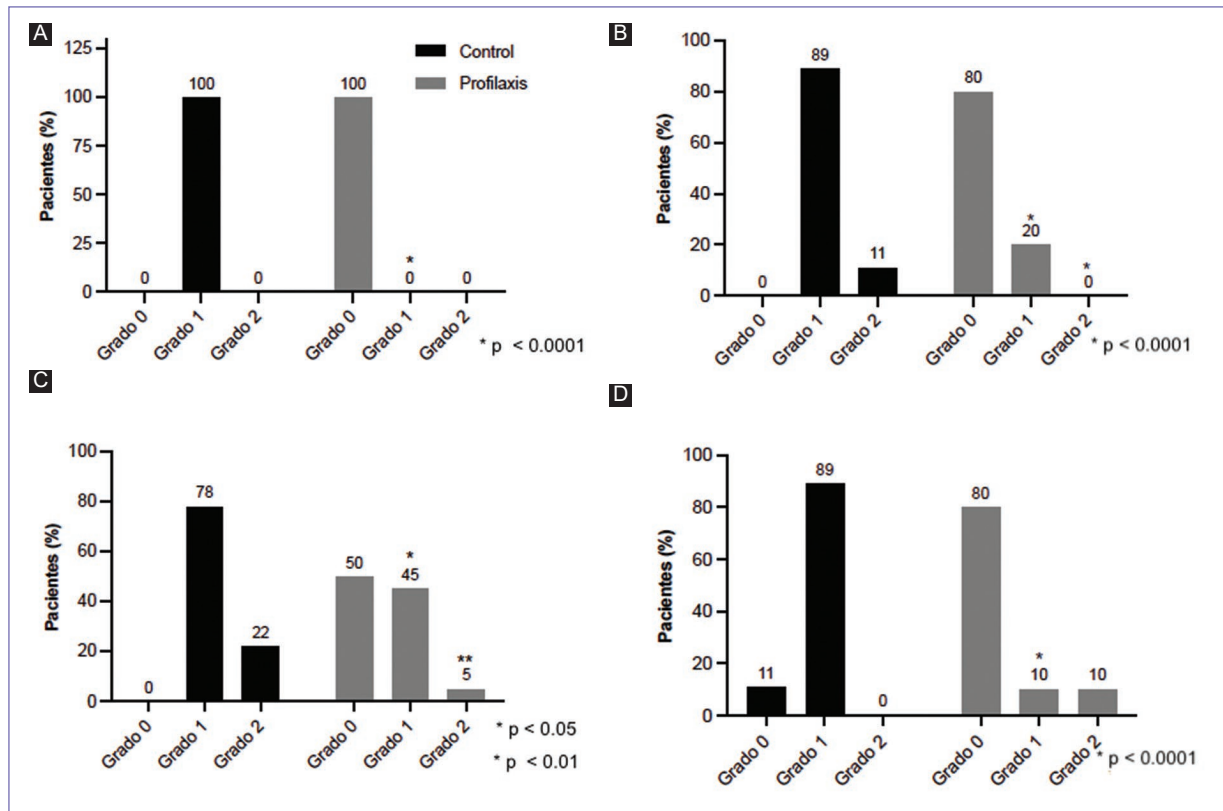 A
Pacientes (%)
125
100
75
50
25
0
Control
Profilaxis
0
100
0
100
*
0
0
Grado 0
Grado 1
Grado 2
Grado 0
Grado 1
Grado 2
* p < 0.0001
B
Pacientes (%)
100
80
60
40
20
0
0
89
11
80
*
20
*
0
Grado 0
Grado 1
Grado 2
Grado 0
Grado 1
Grado 2
* p < 0.0001
C
Pacientes (%)
100
80
60
40
20
0
0
78
22
50
*
45
**
5
Grado 0
Grado 1
Grado 2
Grado 0
Grado 1
Grado 2
* p < 0.05
* p < 0.01
D
Pacientes (%)
100
80
60
40
20
0
11
89
0
80
*
10
10
Grado 0
Grado 1
Grado 2
Grado 0
Grado 1
Grado 2
* p < 0.0001